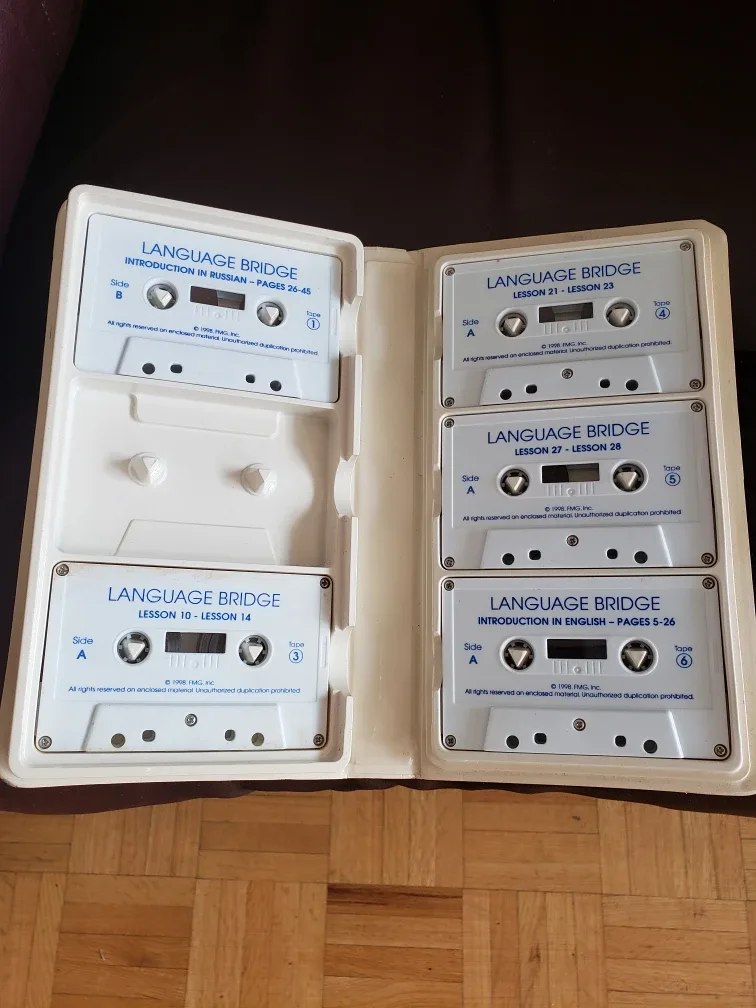 LANGUAGE BRIDGE
INTRODUCTION IN RUSSIAN – PAGES 26-45
Side
B
Tape
1
© 1998. FMG, Inc.
All rights reserved on enclosed material. Unauthorized duplication prohibited.
LANGUAGE BRIDGE
LESSON 10 - LESSON 14
Side
A
Tape
3
© 1998. FMG, Inc.
All rights reserved on enclosed material. Unauthorized duplication prohibited
LANGUAGE BRIDGE
LESSON 21 - LESSON 23
Side
A
Tape
4
© 1998. FMG, Inc.
All rights reserved on enclosed material. Unauthorized duplication prohibited.
LANGUAGE BRIDGE
LESSON 27 - LESSON 28
Side
A
Tape
5
© 1998. FMG, Inc.
All rights reserved on enclosed material. Unauthorized duplication prohibited
LANGUAGE BRIDGE
INTRODUCTION IN ENGLISH – PAGES 5-26
Side
A
Tape
6
© 1998. FMG, Inc.
All rights reserved on enclosed material. Unauthorized duplication prohibited.